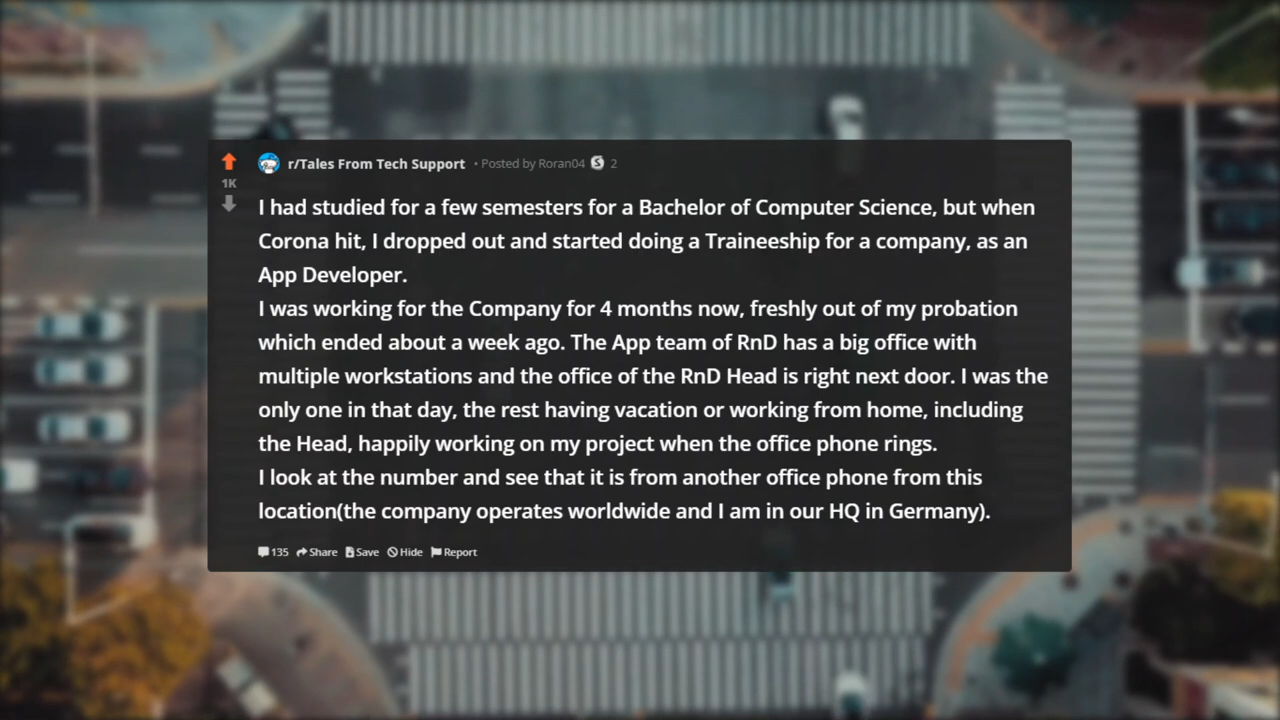 r/Tales From Tech Support • Posted by Roran04 S 2
1K
I had studied for a few semesters for a Bachelor of Computer Science, but when
Corona hit, I dropped out and started doing a Traineeship for a company, as an
App Developer.
I was working for the Company for 4 months now, freshly out of my probation
which ended about a week ago. The App team of RnD has a big office with
multiple workstations and the office of the RnD Head is right next door. I was the
only one in that day, the rest having vacation or working from home, including
the Head, happily working on my project when the office phone rings.
I look at the number and see that it is from another office phone from this
location(the company operates worldwide and I am in our HQ in Germany).
135 Share Save Hide Report